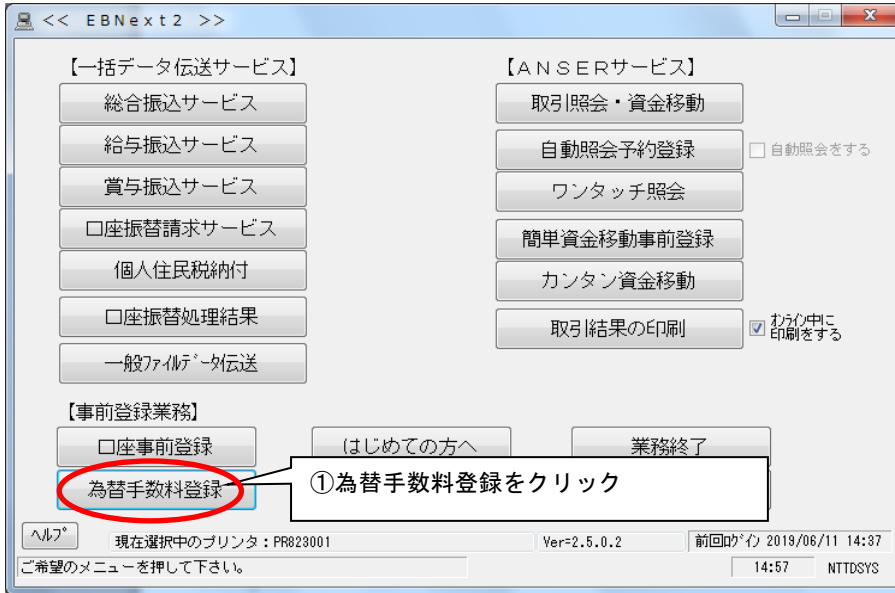 << EBNext2 >>
【一括データ伝送サービス】
総合振込サービス
給与振込サービス
賞与振込サービス
口座振替請求サービス
個人住民税納付
口座振替処理結果
一般ファイルデータ伝送
【ANSERサービス】
取引照会・資金移動
自動照会予約登録
自動照会をする
ワンタッチ照会
簡単資金移動事前登録
カンタン資金移動
取引結果の印刷
オンライン中に
印刷をする
【事前登録業務】
口座事前登録
はじめての方へ
業務終了
為替手数料登録
①為替手数料登録をクリック
ヘルプ
現在選択中のプリンタ:PR823001
Ver=2.5.0.2
前回ログイン 2019/06/11 14:37
ご希望のメニューを押して下さい。
14:57
NTTDSYS